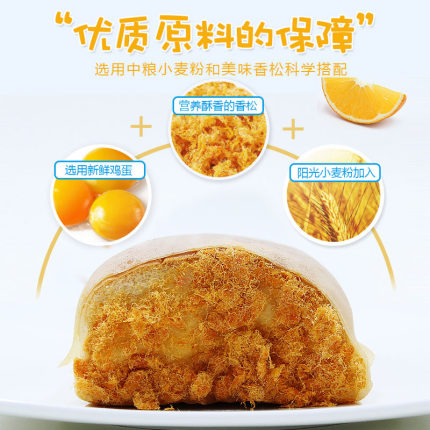 “优质原料的保障”
选用中粮小麦粉和美味香松科学搭配
营养酥香的香松
选用新鲜鸡蛋
阳光小麦粉加入